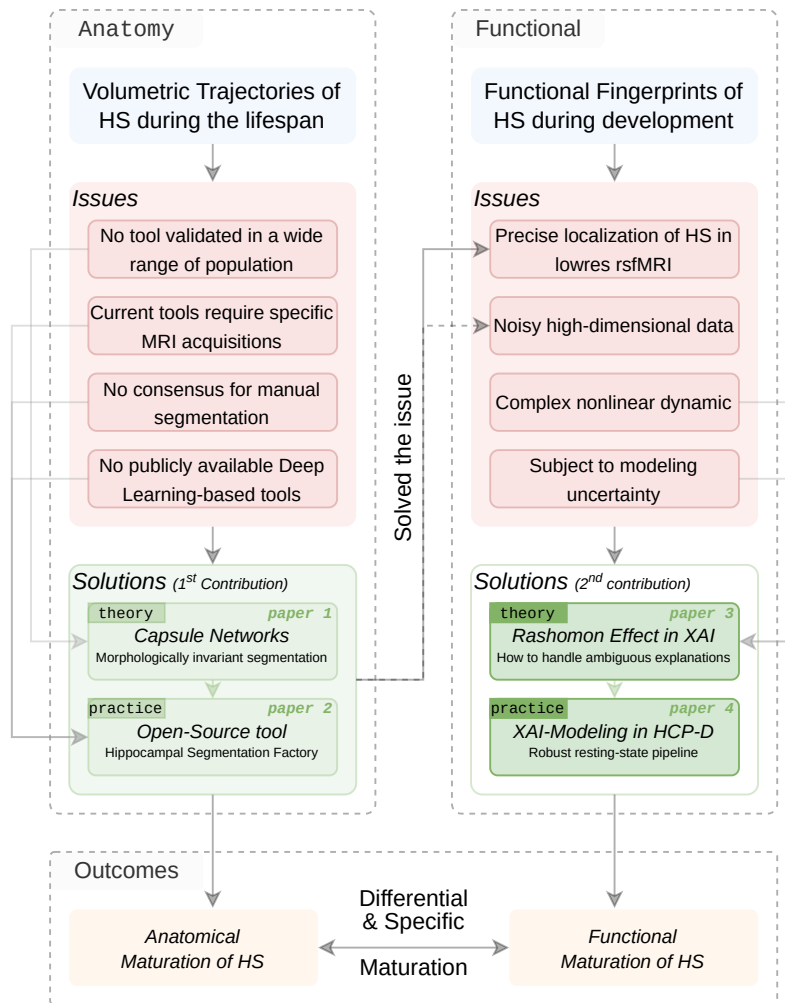 Anatomy
Volumetric Trajectories of
HS during the lifespan
Issues
No tool validated in a wide
range of population
Current tools require specific
MRI acquisitions
No consensus for manual
segmentation
No publicly available Deep
Learning-based tools
Solutions (1st Contribution)
theory
paper 1
Capsule Networks
Morphologically invariant segmentation
practice
paper 2
Open-Source tool
Hippocampal Segmentation Factory
Solved the issue
Functional
Functional Fingerprints of
HS during development
Issues
Precise localization of HS in
lowres rsfMRI
Noisy high-dimensional data
Complex nonlinear dynamic
Subject to modeling
uncertainty
Solutions (2nd contribution)
theory
paper 3
Rashomon Effect in XAI
How to handle ambiguous explanations
practice
paper 4
XAI-Modeling in HCP-D
Robust resting-state pipeline
Outcomes
Anatomical
Maturation of HS
Differential
& Specific
Maturation
Functional
Maturation of HS